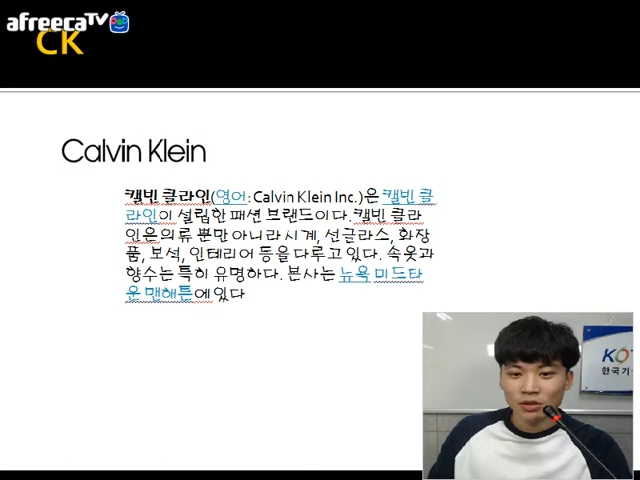 afreecaTV
CK
Calvin Klein
캘빈 클라인(영어: Calvin Klein Inc.)은 캘빈 클
라인이 설립한 패션 브랜드이다. 캘빈 클라
인은 의류 뿐만 아니라 시계, 선글라스, 화장
품, 보석, 인테리어 등을 다루고 있다. 속옷과
향수는 특히 유명하다. 본사는 뉴욕 미드타
운 맨해튼에 있다
한국기